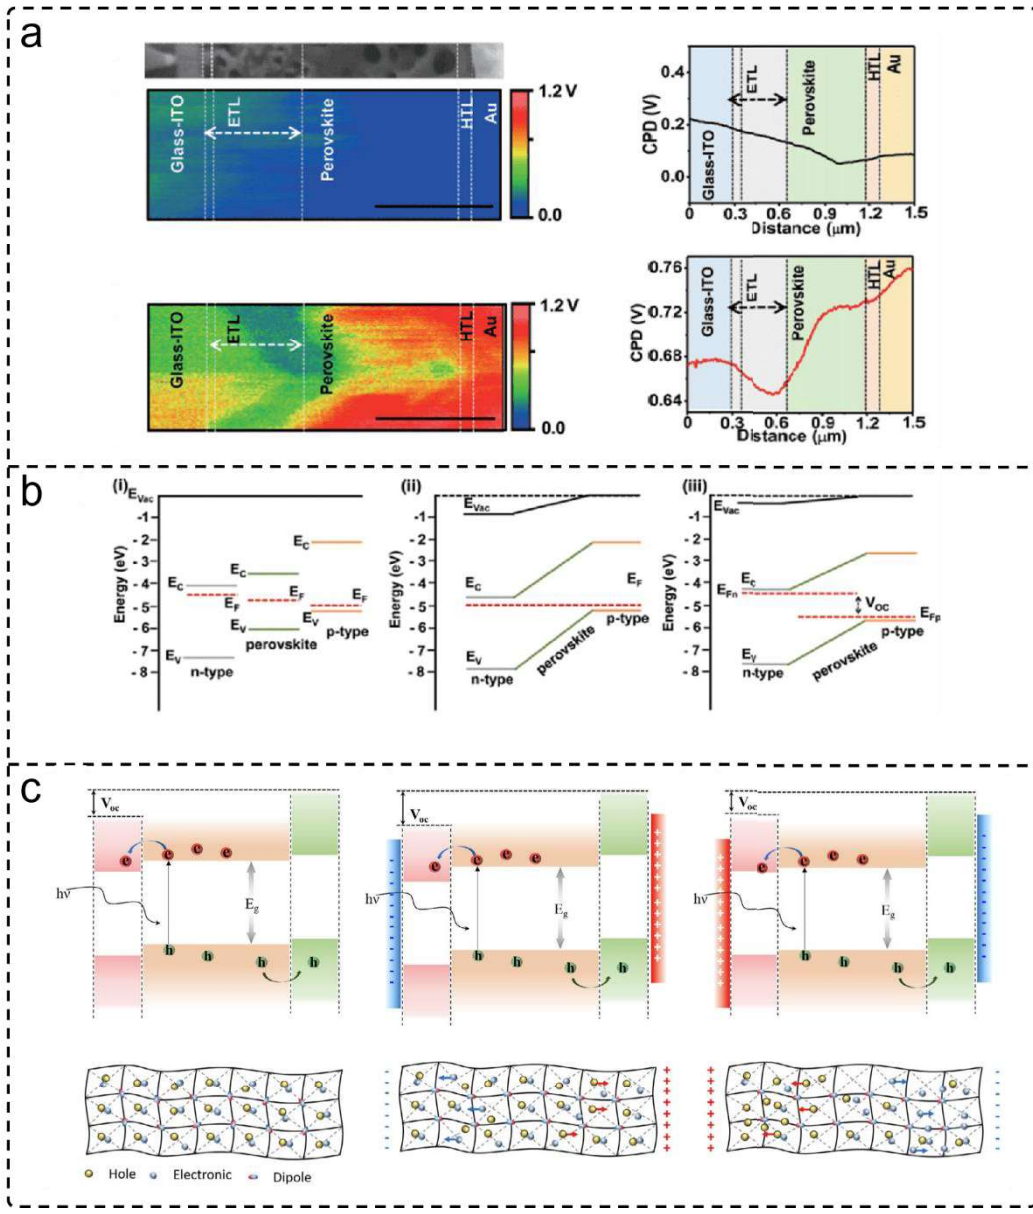 a
Glass-ITO
ETL
Perovskite
HTL
Au
1.2 V
0.0
CPD (V)
0.4
0.2
0.0
Glass-ITO
ETL
Perovskite
HTL
Au
0 0.3 0.6 0.9 1.2 1.5
Distance (μm)
Glass-ITO
ETL
Perovskite
HTL
Au
1.2 V
0.0
CPD (V)
0.76
0.72
0.68
0.64
Glass-ITO
ETL
Perovskite
HTL
Au
0 0.3 0.6 0.9 1.2 1.5
Distance (μm)
b
(i)
Energy (eV)
EVac
-1
- 2
- 3
- 4
-5
- 6
-7
- 8
EC
EF
EV
n-type
EC
EF
EV
perovskite
EC
EF
EV
p-type
(ii)
Energy (eV)
-1
- 2
- 3
- 4
-5
- 6
-7
- 8
EVac
EC
EF
EV
n-type
perovskite
p-type
(iii)
Energy (eV)
-1
- 2
- 3
- 4
-5
- 6
-7
- 8
EVac
EC
EFn
VOC
EFp
EV
n-type
perovskite
p-type
c
Voc
e e e e
hν
Eg
h h h h
Voc
e e e e
hν
Eg
h h h h
Voc
e e e e
hν
Eg
h h h h
Hole Electronic Dipole